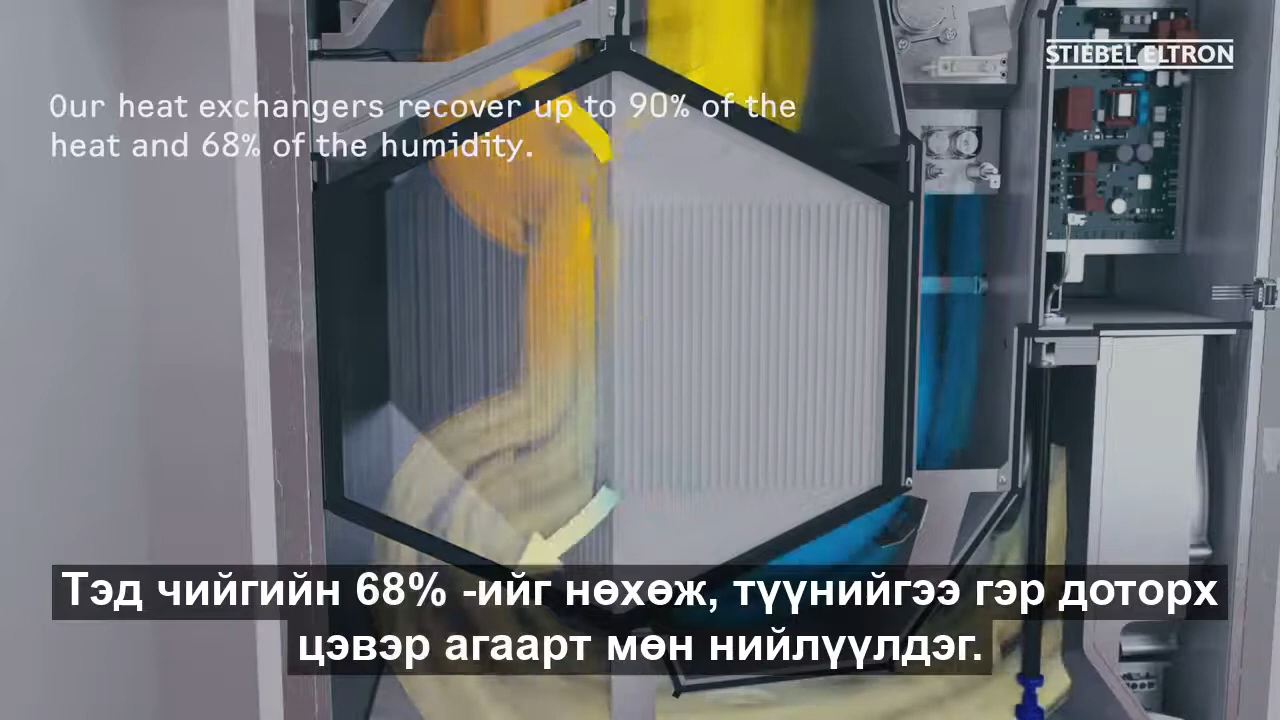 STIEBEL ELTRON
Our heat exchangers recover up to 90% of the
heat and 68% of the humidity.
Тэд чийгийн 68% -ийг нөхөж, түүнийгээ гэр доторх
цэвэр агаарт мөн нийлүүлдэг.